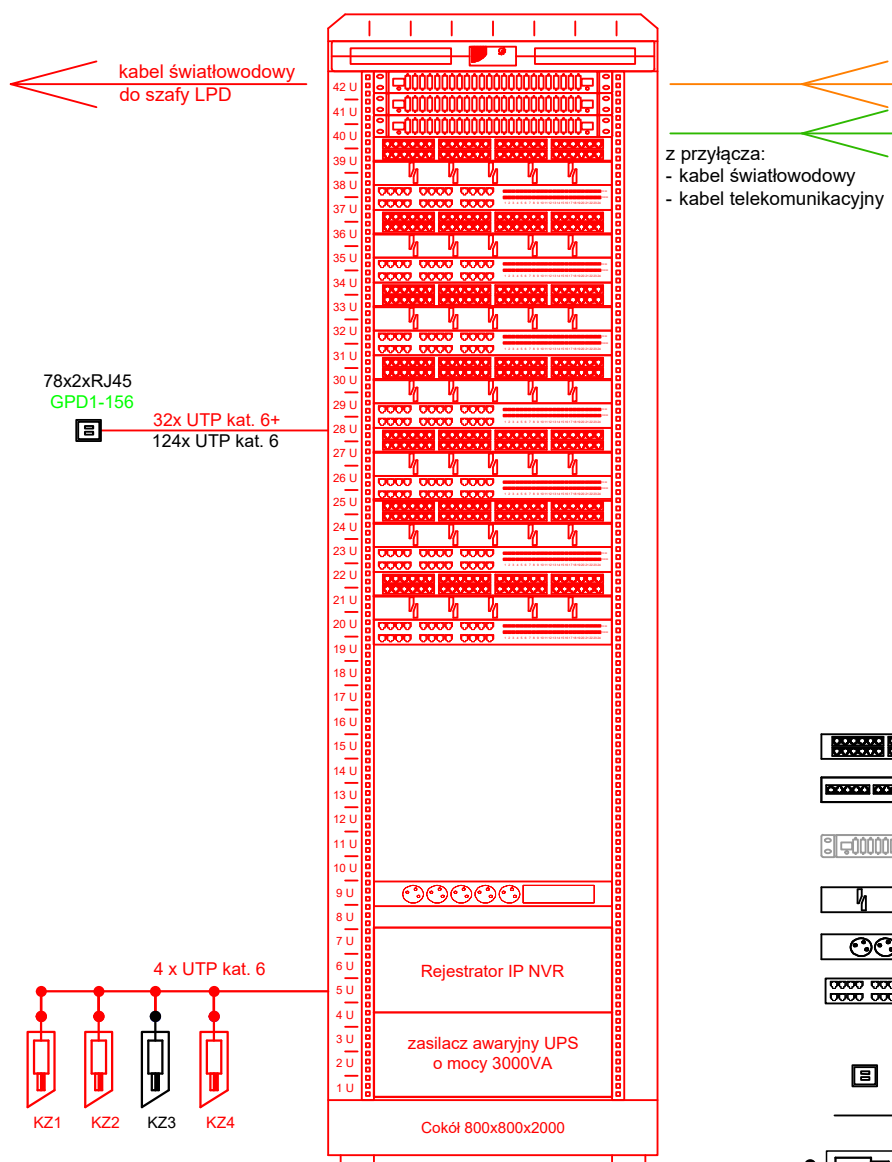 kabel światłowodowy
do szafy LPD
z przyłącza:
- kabel światłowodowy
- kabel telekomunikacyjny
78x2xRJ45
GPD1-156
32x UTP kat. 6+
124x UTP kat. 6
42 U
41 U
40 U
39 U
38 U
37 U
36 U
35 U
34 U
33 U
32 U
31 U
30 U
29 U
28 U
27 U
26 U
25 U
24 U
23 U
22 U
21 U
20 U
19 U
18 U
17 U
16 U
15 U
14 U
13 U
12 U
11 U
10 U
9 U
8 U
7 U
6 U
5 U
4 U
3 U
2 U
1 U
Rejestrator IP NVR
4 x UTP kat. 6
zasilacz awaryjny UPS
o mocy 3000VA
KZ1 KZ2 KZ3 KZ4
Cokół 800x800x2000